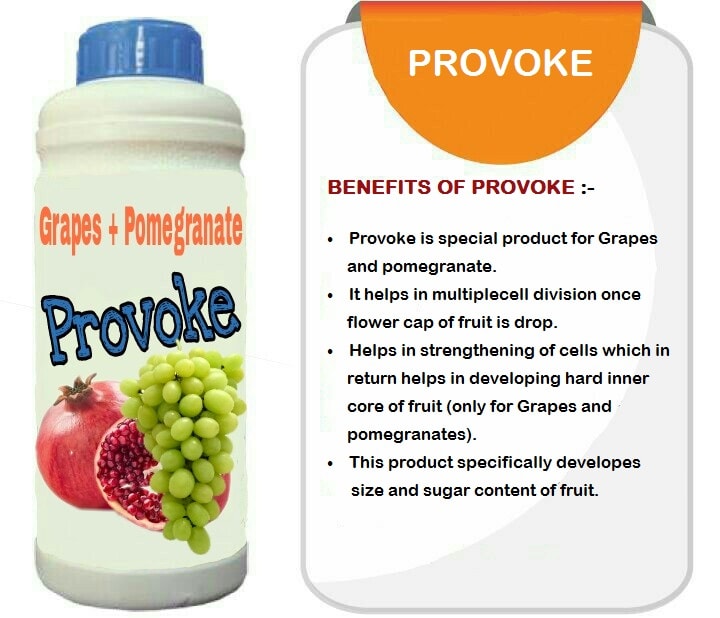 Grapes + Pomegranate
Provoke
PROVOKE
BENEFITS OF PROVOKE :-
• Provoke is special product for Grapes
and pomegranate.
• It helps in multiplecell division once
flower cap of fruit is drop.
• Helps in strengthening of cells which in
return helps in developing hard inner
core of fruit (only for Grapes and
pomegranates).
• This product specifically developes
size and sugar content of fruit.